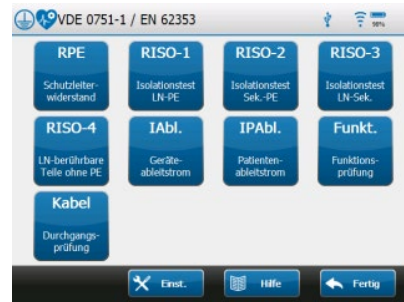 VDE 0751-1 / EN 62353
98%
RPE
Schutzleiter-
widerstand
RISO-1
Isolationstest
LN-PE
RISO-2
Isolationstest
Sek.-PE
RISO-3
Isolationstest
LN-Sek.
RISO-4
LN-berührbare
Teile ohne PE
IAbl.
Geräte-
ableitstrom
IPAbl.
Patienten-
ableitstrom
Funkt.
Funktions-
prüfung
Kabel
Durchgangs-
prüfung
Einst.
Hilfe
Fertig